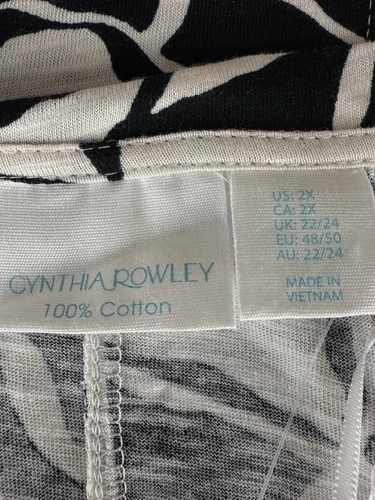 CYNTHIA ROWLEY
100% Cotton
US: 2X
CA: 2X
UK: 22/24
EU: 48/50
AU: 22/24
MADE IN
VIETNAM